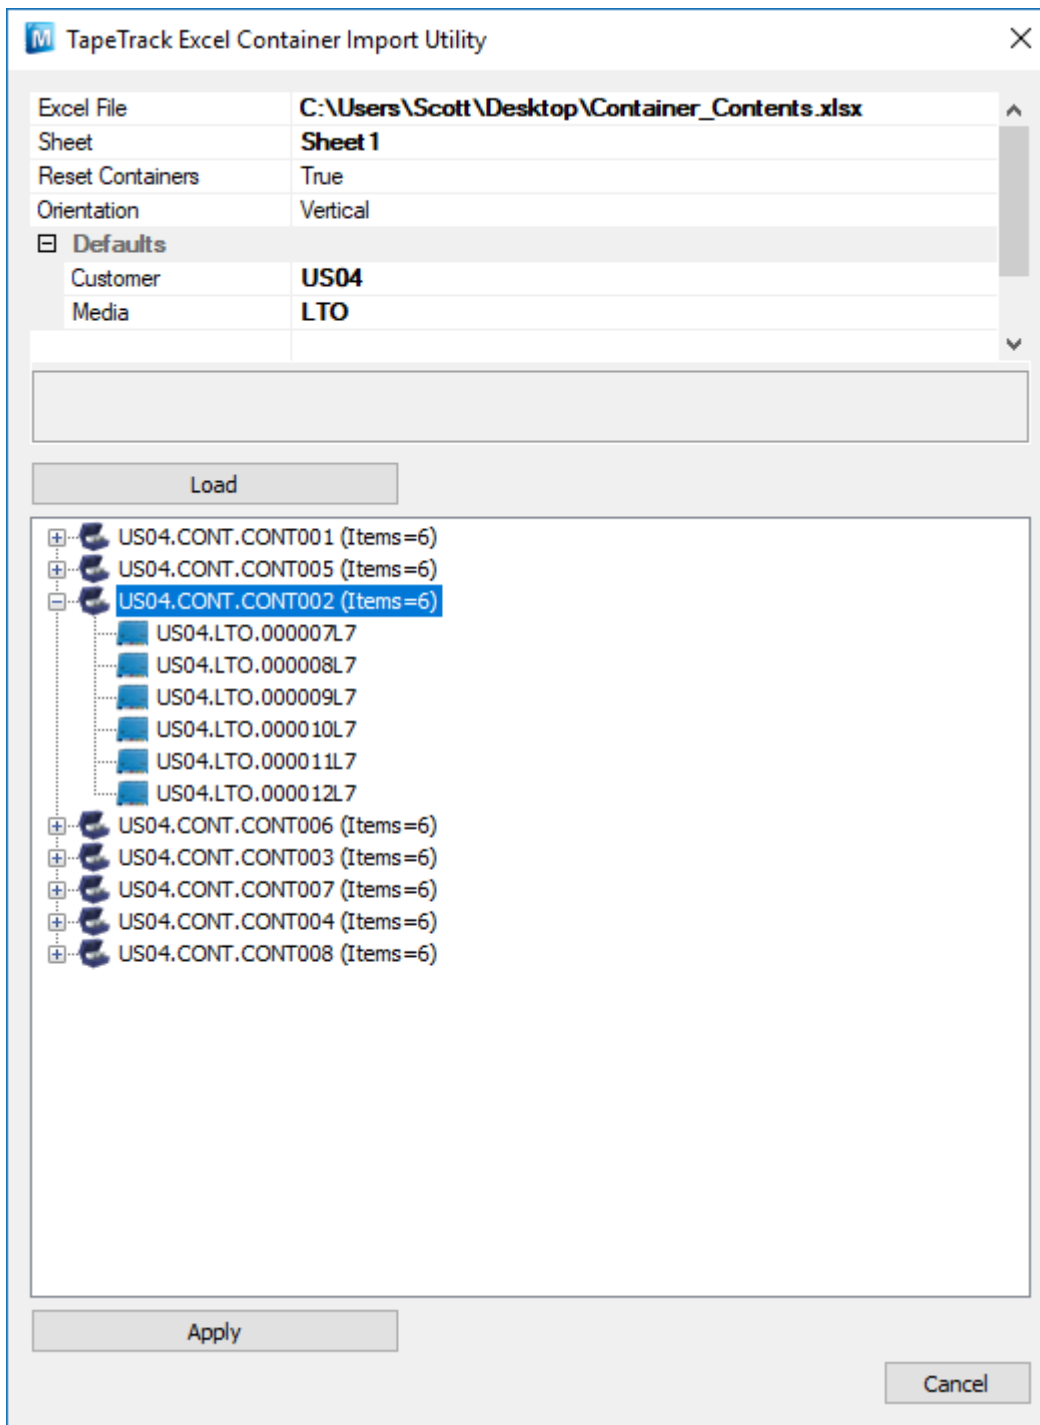 TapeTrack Excel Container Import Utility
Excel File C:\Users\Scott\Desktop\Container_Contents.xlsx
Sheet Sheet1
Reset Containers True
Orientation Vertical
Defaults
Customer US04
Media LTO
Load
US04.CONT.CONT001 (Items=6)
US04.CONT.CONT005 (Items=6)
US04.CONT.CONT002 (Items=6)
US04.LTO.000007L7
US04.LTO.000008L7
US04.LTO.000009L7
US04.LTO.000010L7
US04.LTO.000011L7
US04.LTO.000012L7
US04.CONT.CONT006 (Items=6)
US04.CONT.CONT003 (Items=6)
US04.CONT.CONT007 (Items=6)
US04.CONT.CONT004 (Items=6)
US04.CONT.CONT008 (Items=6)
Apply
Cancel